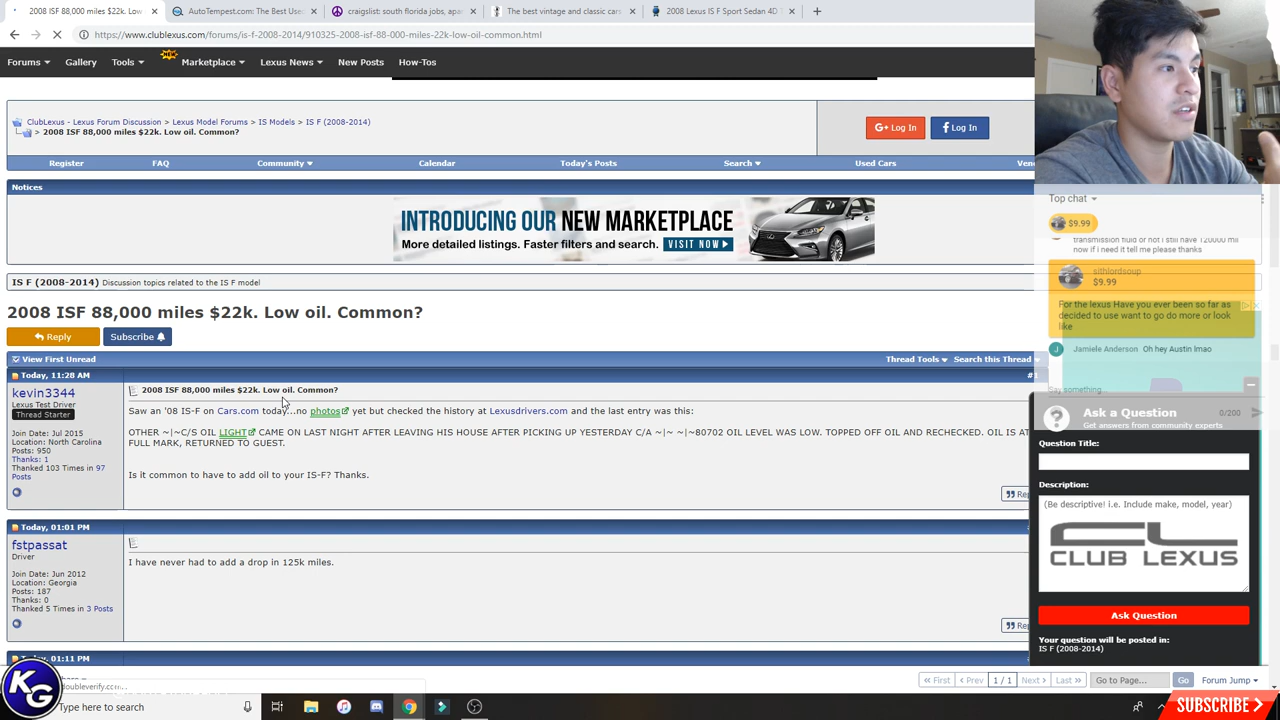 2008 ISF 88,000 miles $22k. Low
AutoTempest.com: The Best Used
craigslist: south florida jobs, apa
The best vintage and classic cars
2008 Lexus IS F Sport Sedan 4D
https://www.clublexus.com/forums/is-f-2008-2014/910325-2008-isf-88-000-miles-22k-low-oil-common.html
Forums Gallery Tools Marketplace Lexus News New Posts How-Tos
ClubLexus - Lexus Forum Discussion > Lexus Model Forums > IS Models > IS F (2008-2014)
> 2008 ISF 88,000 miles $22k. Low oil. Common?
G+ Log In
f Log In
Register FAQ Community Calendar Today's Posts Search Used Cars
Notices
INTRODUCING OUR NEW MARKETPLACE
More detailed listings. Faster filters and search. VISIT NOW
IS F (2008-2014) Discussion topics related to the IS F model
2008 ISF 88,000 miles $22k. Low oil. Common?
Reply Subscribe
View First Unread Thread Tools Search this Thread
Today, 11:28 AM #1
kevin3344
Lexus Test Driver
Thread Starter
Join Date: Jul 2015
Location: North Carolina
Posts: 950
Thanks: 1
Thanked 103 Times in 97
Posts
2008 ISF 88,000 miles $22k. Low oil. Common?
Saw an '08 IS-F on Cars.com today...no photos yet but checked the history at Lexusdrivers.com and the last entry was this:
OTHER ~|~C/S OIL LIGHT CAME ON LAST NIGHT AFTER LEAVING HIS HOUSE AFTER PICKING UP YESTERDAY C/A ~|~ ~|~80702 OIL LEVEL WAS LOW. TOPPED OFF OIL AND RECHECKED. OIL IS AT
FULL MARK, RETURNED TO GUEST.
Is it common to have to add oil to your IS-F? Thanks.
Today, 01:01 PM
fstpassat
Driver
Join Date: Jun 2012
Location: Georgia
Posts: 187
Thanks: 0
Thanked 5 Times in 3 Posts
I have never had to add a drop in 125k miles.
Today, 01:11 PM
Top chat
$9.99
transmission fluid or not i still have 120000 mil
now if i need it tell me please thanks
sithlordsoup
$9.99
For the lexus Have you ever been so far as
decided to use want to go do more or look
like
J Jamiele Anderson Oh hey Austin lmao
Say something...
Ask a Question
0/200
Get answers from community experts
Question Title:
Description:
(Be descriptive! i.e. Include make, model, year)
CL
CLUB LEXUS
Ask Question
Your question will be posted in:
IS F (2008-2014)
« First < Prev 1 / 1 Next > Last » Go to Page... Go Forum Jump
KG
Type here to search
SUBSCRIBE